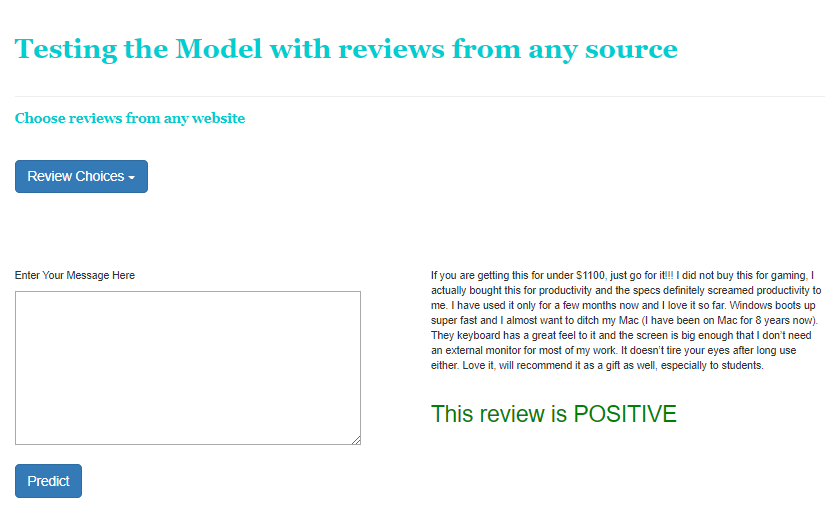 Testing the Model with reviews from any source
Choose reviews from any website
Review Choices
Enter Your Message Here
If you are getting this for under $1100, just go for it!!! I did not buy this for gaming, I
actually bought this for productivity and the specs definitely screamed productivity to
me. I have used it only for a few months now and I love it so far. Windows boots up
super fast and I almost want to ditch my Mac (I have been on Mac for 8 years now).
They keyboard has a great feel to it and the screen is big enough that I don't need
an external monitor for most of my work. It doesn't tire your eyes after long use
either. Love it, will recommend it as a gift as well, especially to students.
This review is POSITIVE
Predict